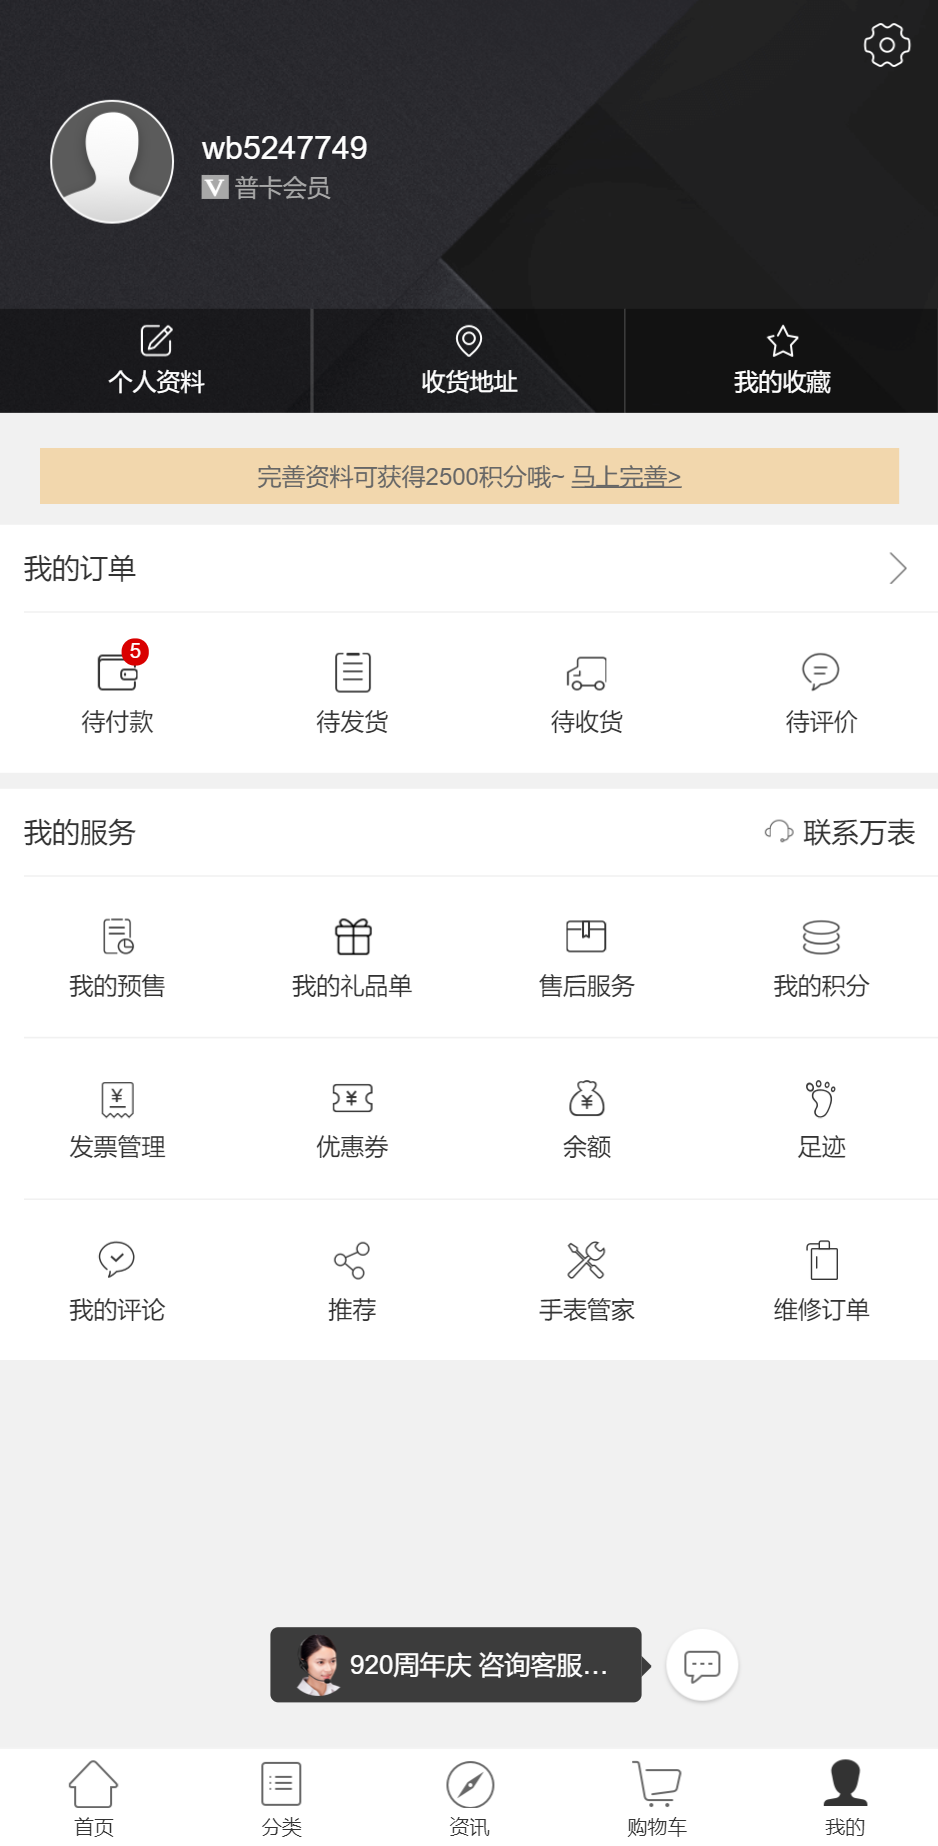 wb5247749
V 普卡会员
个人资料 收货地址 我的收藏
完善资料可获得2500积分哦~ 马上完善>
我的订单
5
待付款 待发货 待收货 待评价
我的服务 联系万表
我的预售 我的礼品单 售后服务 我的积分
发票管理 优惠券 余额 足迹
我的评论 推荐 手表管家 维修订单
920周年庆 咨询客服...
首页 分类 资讯 购物车 我的